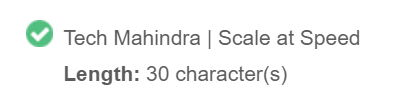 Tech Mahindra | Scale at Speed
Length: 30 character(s)